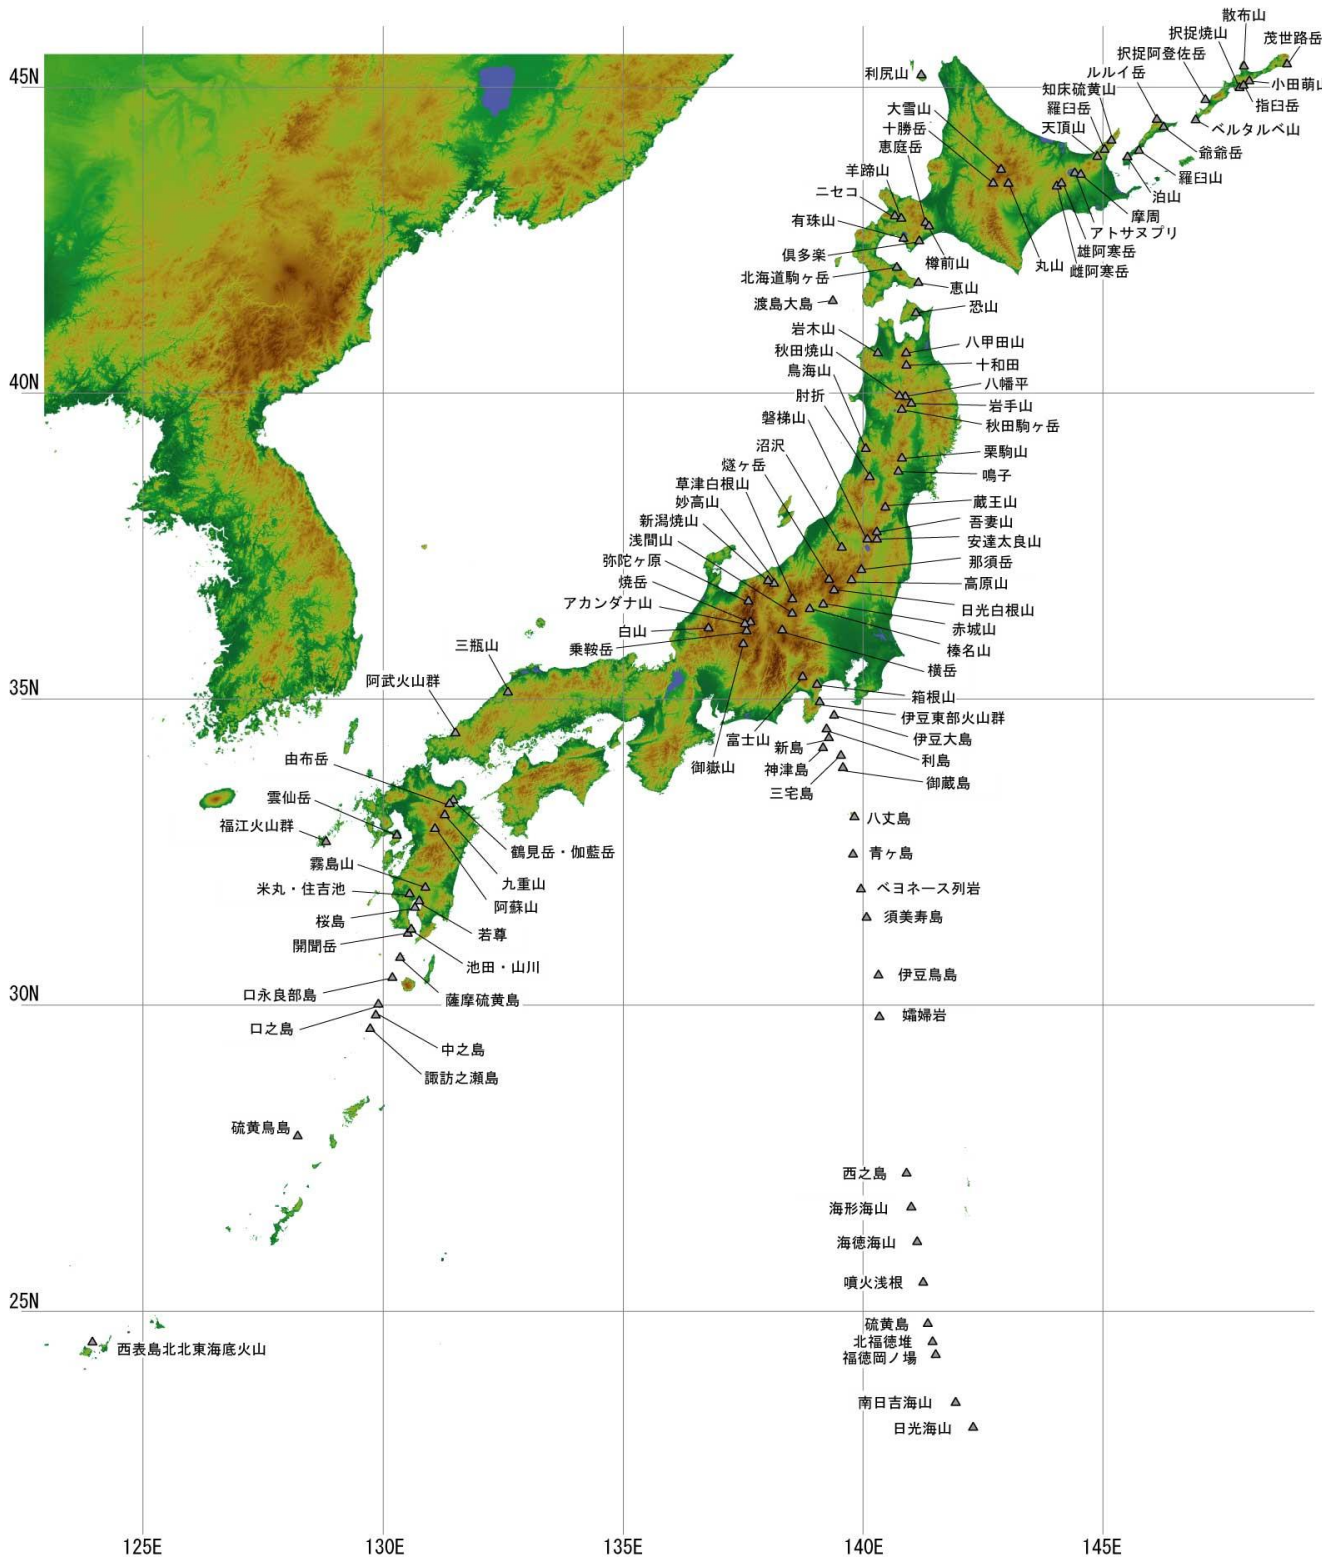 散布山
択捉焼山
茂世路岳
択捉阿登佐岳
45N
利尻山
ルルイ岳
小田萌山
知床硫黄山
指臼岳
大雪山
羅臼岳
十勝岳
天頂山
ベルタルベ山
恵庭岳
爺爺岳
羊蹄山
羅臼山
ニセコ
泊山
摩周
有珠山
アトサヌプリ
雄阿寒岳
倶多楽
樽前山
丸山
雌阿寒岳
北海道駒ヶ岳
恵山
渡島大島
恐山
岩木山
八甲田山
秋田焼山
十和田
鳥海山
40N
八幡平
肘折
岩手山
磐梯山
秋田駒ヶ岳
沼沢
栗駒山
燧ヶ岳
鳴子
草津白根山
妙高山
蔵王山
新潟焼山
吾妻山
浅間山
安達太良山
弥陀ヶ原
那須岳
焼岳
高原山
アカンダナ山
日光白根山
白山
赤城山
乗鞍岳
榛名山
三瓶山
横岳
阿武火山群
35N
箱根山
伊豆東部火山群
富士山
伊豆大島
新島
利島
由布岳
御嶽山
神津島
御蔵島
三宅島
雲仙岳
八丈島
福江火山群
鶴見岳・伽藍岳
青ヶ島
霧島山
九重山
米丸・住吉池
ベヨネース列岩
阿蘇山
桜島
須美寿島
若尊
開聞岳
池田・山川
伊豆鳥島
口永良部島
30N
薩摩硫黄島
孀婦岩
口之島
中之島
諏訪之瀬島
硫黄鳥島
西之島
海形海山
海徳海山
噴火浅根
25N
硫黄島
北福徳堆
西表島北北東海底火山
福徳岡ノ場
南日吉海山
日光海山
125E
130E
135E
140E
145E